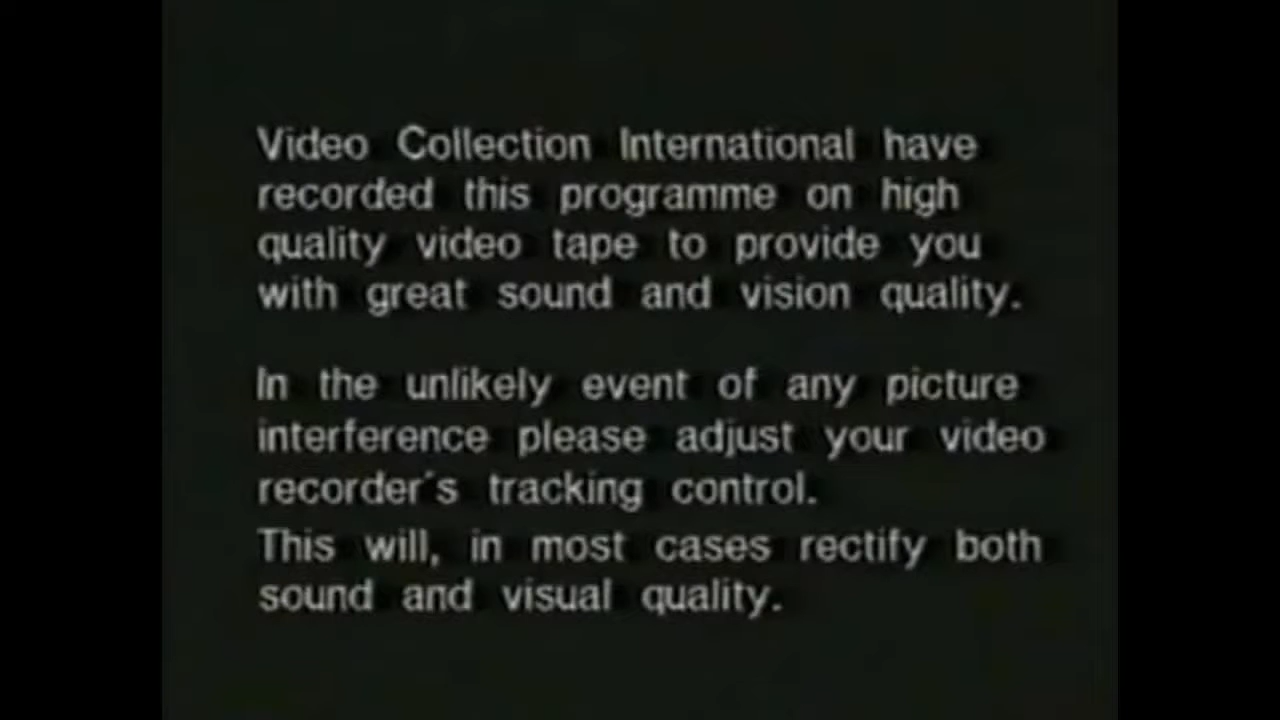 Video Collection International have
recorded this programme on high
quality video tape to provide you
with great sound and vision quality.
In the unlikely event of any picture
interference please adjust your video
recorder´s tracking control.
This will, in most cases rectify both
sound and visual quality.